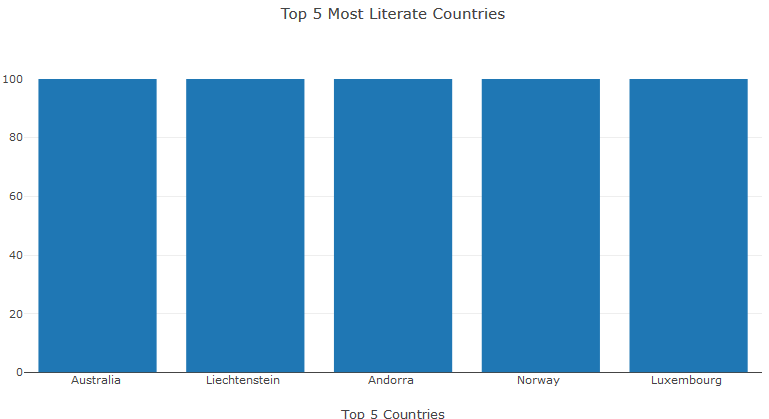 Top 5 Most Literate Countries
100
80
60
40
20
0
Australia Liechtenstein Andorra Norway Luxembourg
Top 5 Countries